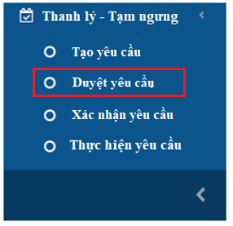 Thanh lý - Tạm ngưng
Tạo yêu cầu
Duyệt yêu cầu
Xác nhận yêu cầu
Thực hiện yêu cầu